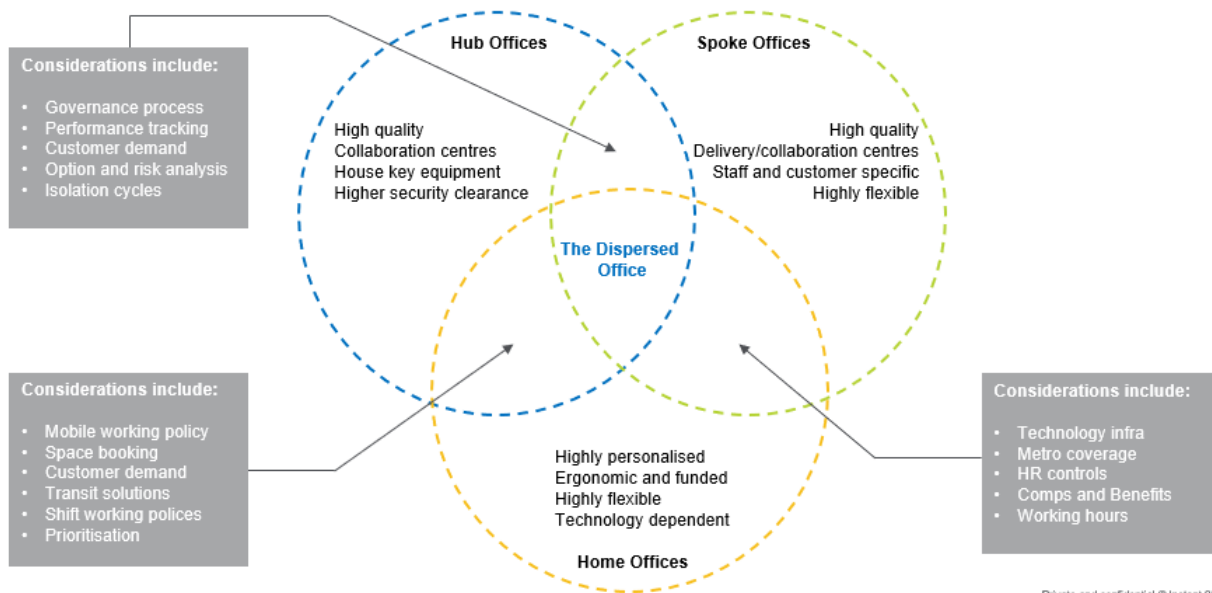 Hub Offices
Spoke Offices
Considerations include:
• Governance process
• Performance tracking
• Customer demand
• Option and risk analysis
• Isolation cycles
High quality
Collaboration centres
House key equipment
Higher security clearance
High quality
Delivery/collaboration centres
Staff and customer specific
Highly flexible
The Dispersed
Office
Considerations include:
• Mobile working policy
• Space booking
• Customer demand
• Transit solutions
• Shift working polices
• Prioritisation
Considerations include:
• Technology infra
• Metro coverage
• HR controls
• Comps and Benefits
• Working hours
Highly personalised
Ergonomic and funded
Highly flexible
Technology dependent
Home Offices
Private and confidential © Instant